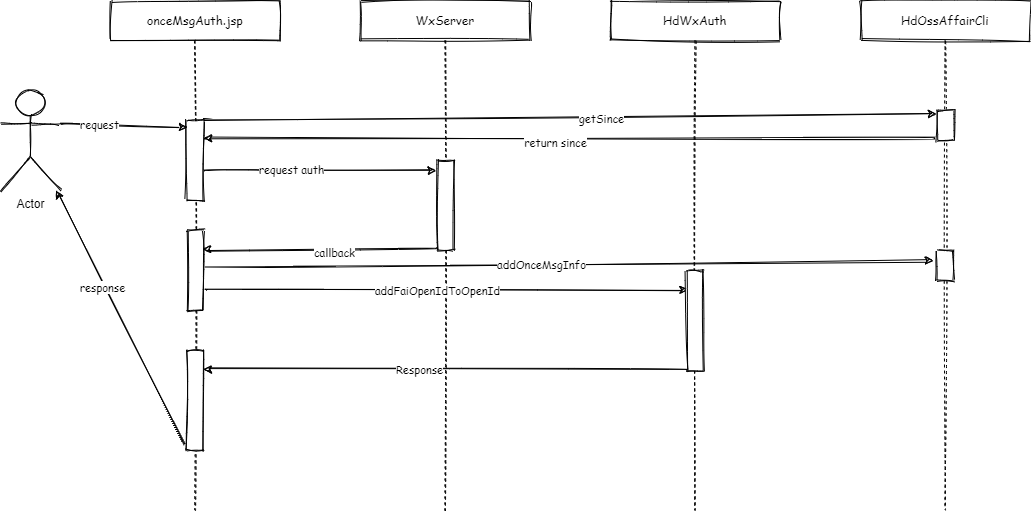 onceMsgAuth.jsp
WxServer
HdWxAuth
HdOssAffairCli
request
getSince
return since
request auth
Actor
callback
addOnceMsgInfo
response
addFaiOpenIdToOpenId
Response